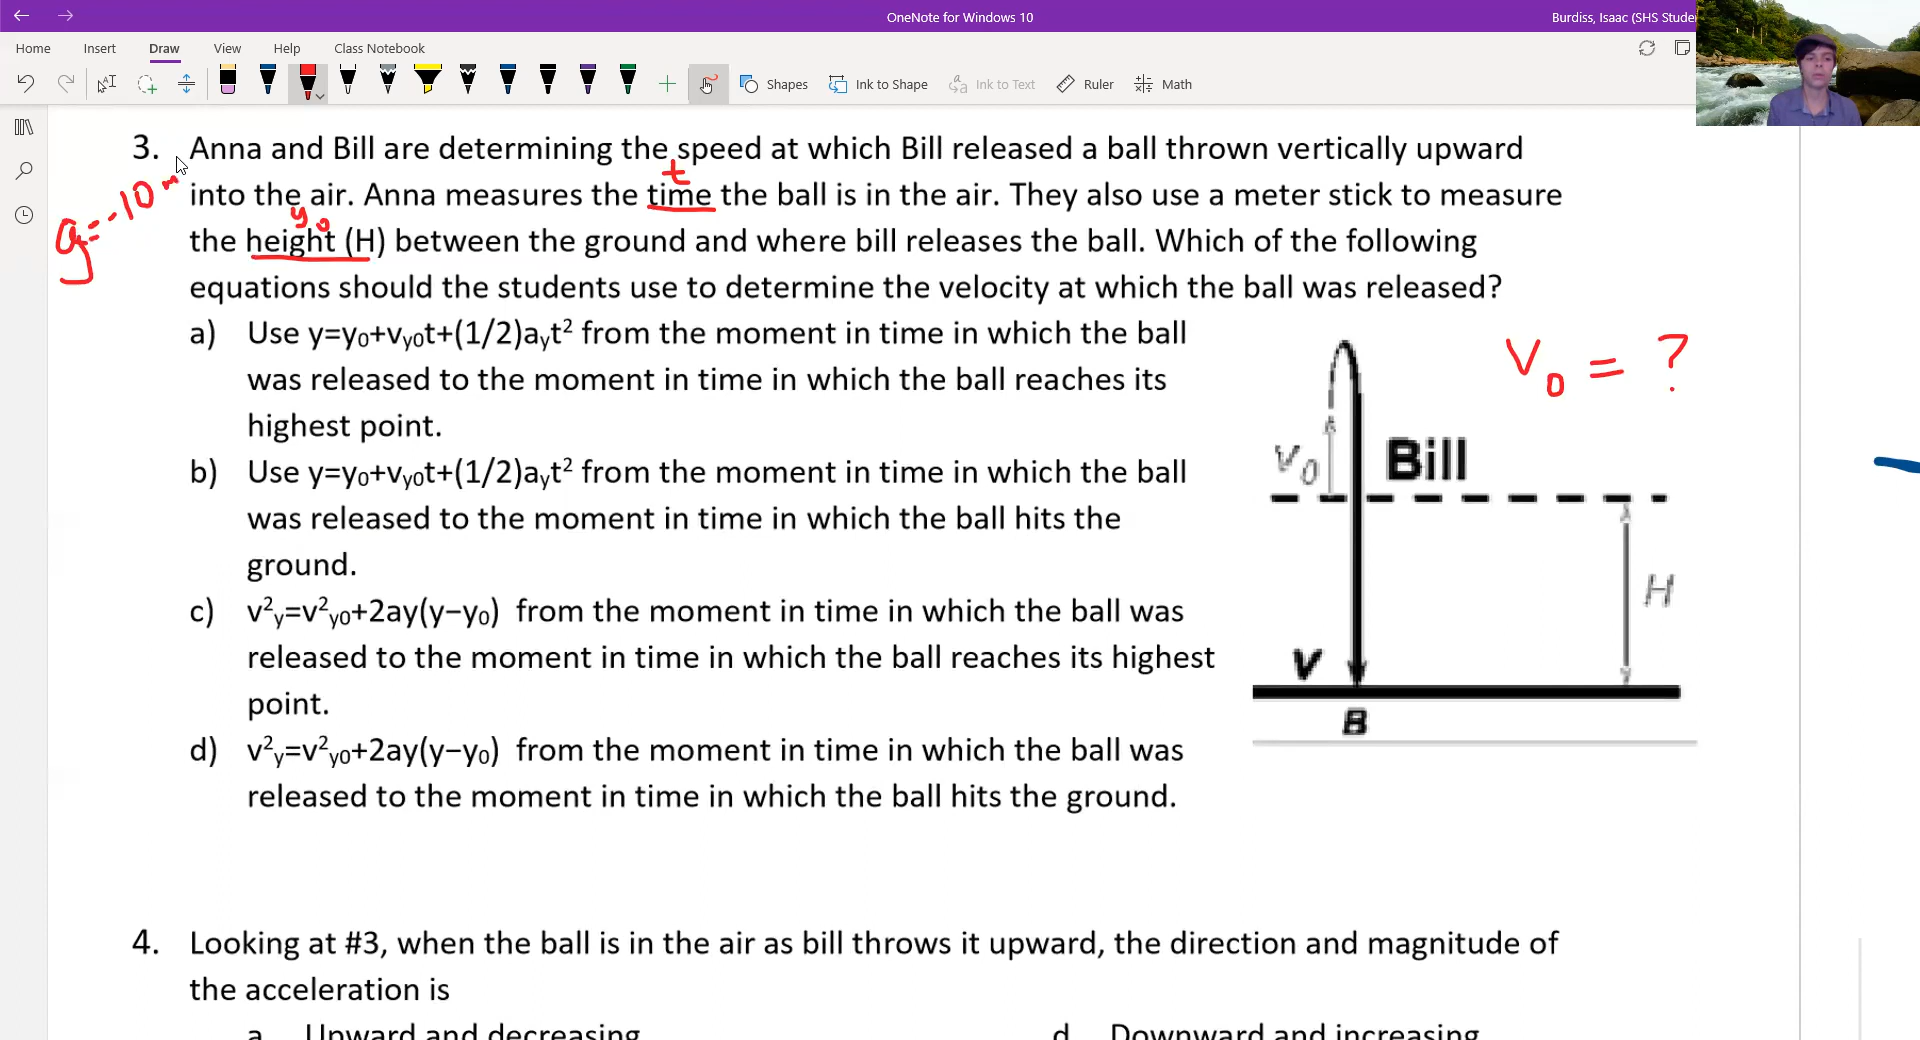 OneNote for Windows 10
Burdiss, Isaac (SHS Stude
Home Insert Draw View Help Class Notebook
Shapes Ink to Shape Ink to Text Ruler Math
3. Anna and Bill are determining the speed at which Bill released a ball thrown vertically upward
t
into the air. Anna measures the time the ball is in the air. They also use a meter stick to measure
g=-10 m
y0
the height (H) between the ground and where bill releases the ball. Which of the following
equations should the students use to determine the velocity at which the ball was released?
a) Use y=y₀+vy₀t+(1/2)ayt² from the moment in time in which the ball
was released to the moment in time in which the ball reaches its
highest point.
b) Use y=y₀+vy₀t+(1/2)ayt² from the moment in time in which the ball
was released to the moment in time in which the ball hits the
ground.
c) v²y=v²y₀+2ay(y−y₀) from the moment in time in which the ball was
released to the moment in time in which the ball reaches its highest
point.
d) v²y=v²y₀+2ay(y−y₀) from the moment in time in which the ball was
released to the moment in time in which the ball hits the ground.
V₀ = ?
v₀ Bill
H
V
B
4. Looking at #3, when the ball is in the air as bill throws it upward, the direction and magnitude of
the acceleration is
a. Upward and decreasing d. Downward and increasing